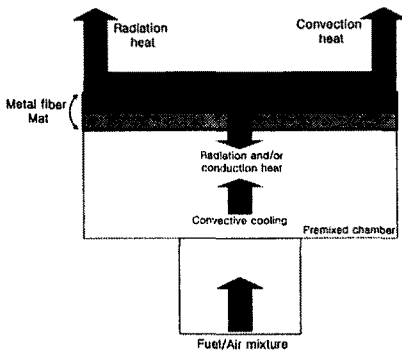 Radiation
heat
Convection
heat
Metal fiber
Mat
Radiation and/or
conduction heat
Convective cooling
Premixed chamber
Fuel/Air mixture